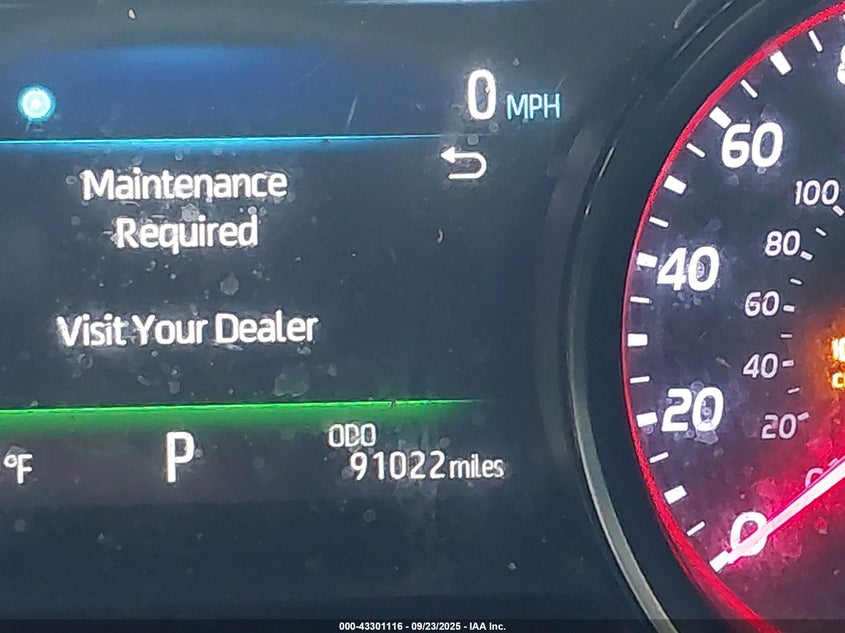 0 MPH
Maintenance
Required
Visit Your Dealer
ODO
°F P 91022 miles
60
100
80
40
60
40
20
20
0
000-43301116 - 09/23/2025 - IAA Inc.